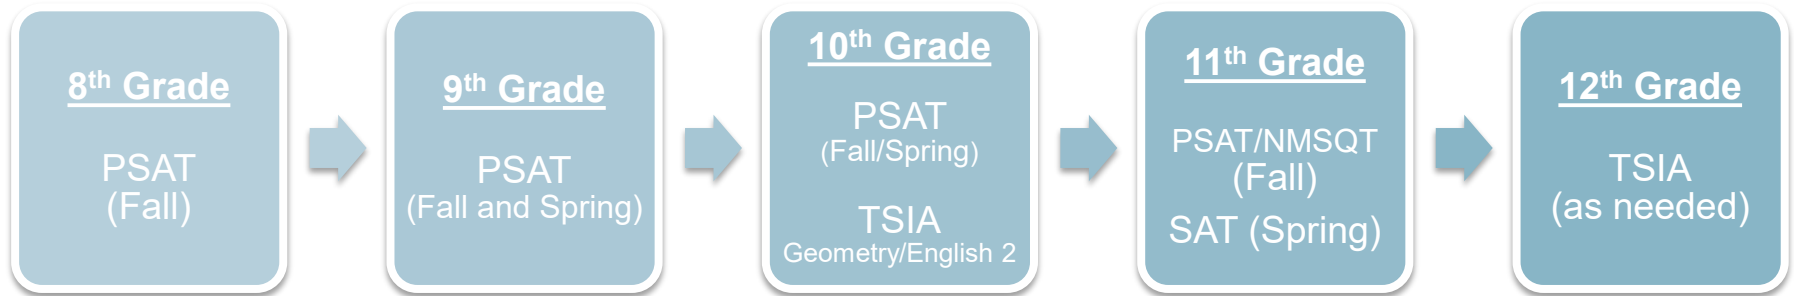 8th Grade
PSAT
(Fall)
9th Grade
PSAT
(Fall and Spring)
10th Grade
PSAT
(Fall/Spring)
TSIA
Geometry/English 2
11th Grade
PSAT/NMSQT
(Fall)
SAT (Spring)
12th Grade
TSIA
(as needed)